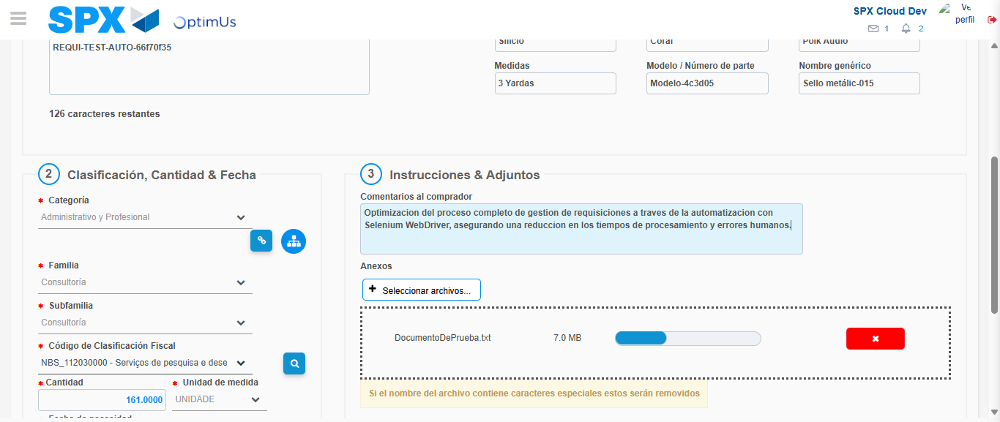 SPX OptimUs
SPX Cloud Dev
1 2
Ve
perfil
REQUI-TEST-AUTO-66f70f35
126 caracteres restantes
Silicio
Coral
Polk Audio
Medidas
Modelo / Número de parte
Nombre genérico
3 Yardas
Modelo-4c3d05
Sello metálic-015
2 Clasificación, Cantidad & Fecha
* Categoría
Administrativo y Profesional
* Familia
Consultoría
* Subfamilia
Consultoría
* Código de Clasificación Fiscal
NBS_112030000 - Serviços de pesquisa e dese
* Cantidad
* Unidad de medida
161.0000
UNIDADE
Fecha de necesidad
3 Instrucciones & Adjuntos
Comentarios al comprador
Optimizacion del proceso completo de gestion de requisiciones a traves de la automatizacion con
Selenium WebDriver, asegurando una reduccion en los tiempos de procesamiento y errores humanos.
Anexos
+ Seleccionar archivos...
DocumentoDePrueba.txt
7.0 MB
Si el nombre del archivo contiene caracteres especiales estos serán removidos